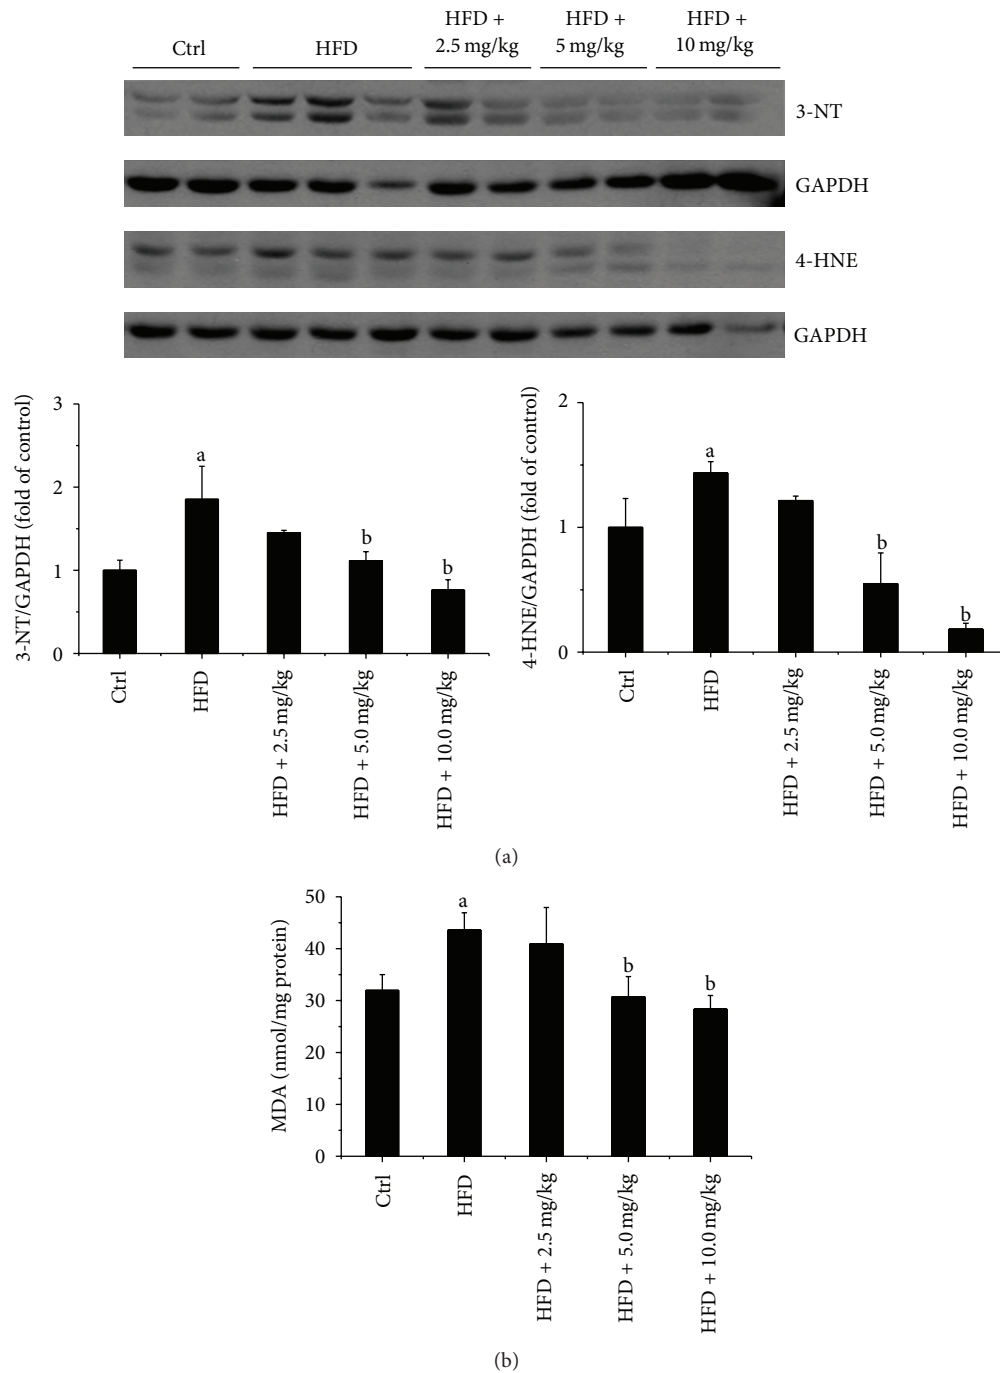 Ctrl
HFD
HFD +
2.5 mg/kg
HFD +
5 mg/kg
HFD +
10 mg/kg
3-NT
GAPDH
4-HNE
GAPDH
3-NT/GAPDH (fold of control)
3
2
1
0
a
b
b
Ctrl
HFD
HFD + 2.5 mg/kg
HFD + 5.0 mg/kg
HFD + 10.0 mg/kg
4-HNE/GAPDH (fold of control)
2
1
0
a
b
b
Ctrl
HFD
HFD + 2.5 mg/kg
HFD + 5.0 mg/kg
HFD + 10.0 mg/kg
(a)
MDA (nmol/mg protein)
50
40
30
20
10
0
a
b
b
Ctrl
HFD
HFD + 2.5 mg/kg
HFD + 5.0 mg/kg
HFD + 10.0 mg/kg
(b)